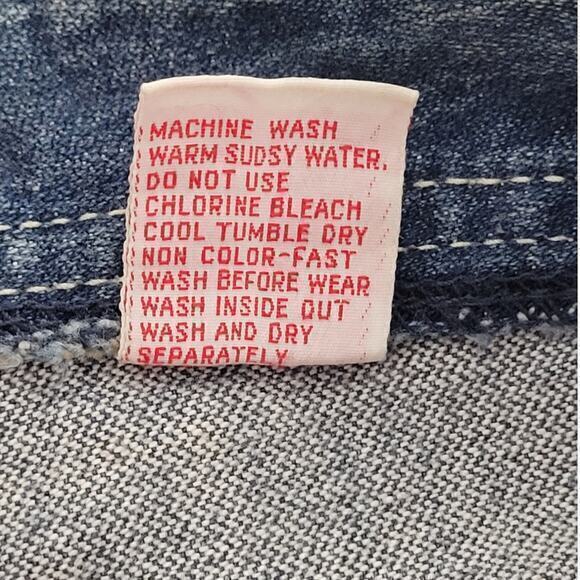 MACHINE WASH
WARM SUDSY WATER.
DO NOT USE
CHLORINE BLEACH
COOL TUMBLE DRY
NON COLOR-FAST
WASH BEFORE WEAR
WASH INSIDE OUT
WASH AND DRY
SEPARATELY